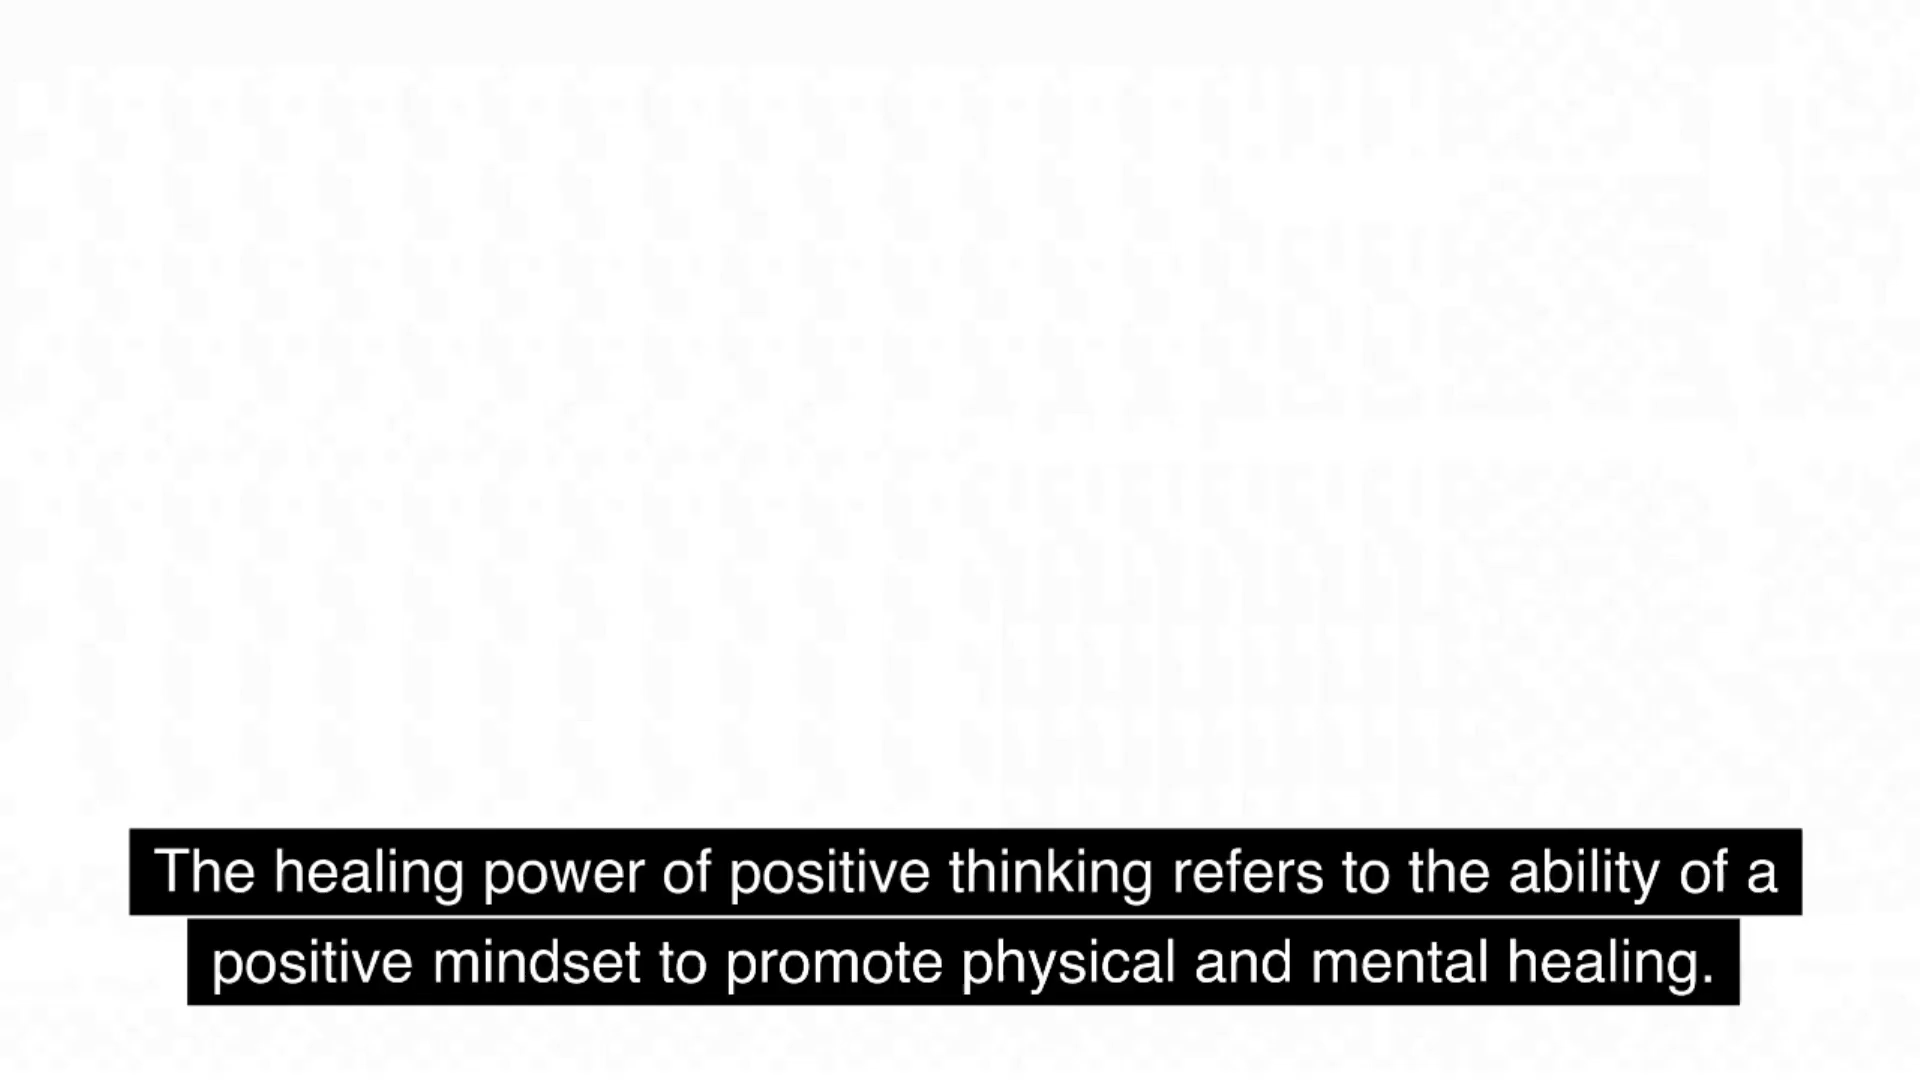 The healing power of positive thinking refers to the ability of a
positive mindset to promote physical and mental healing.